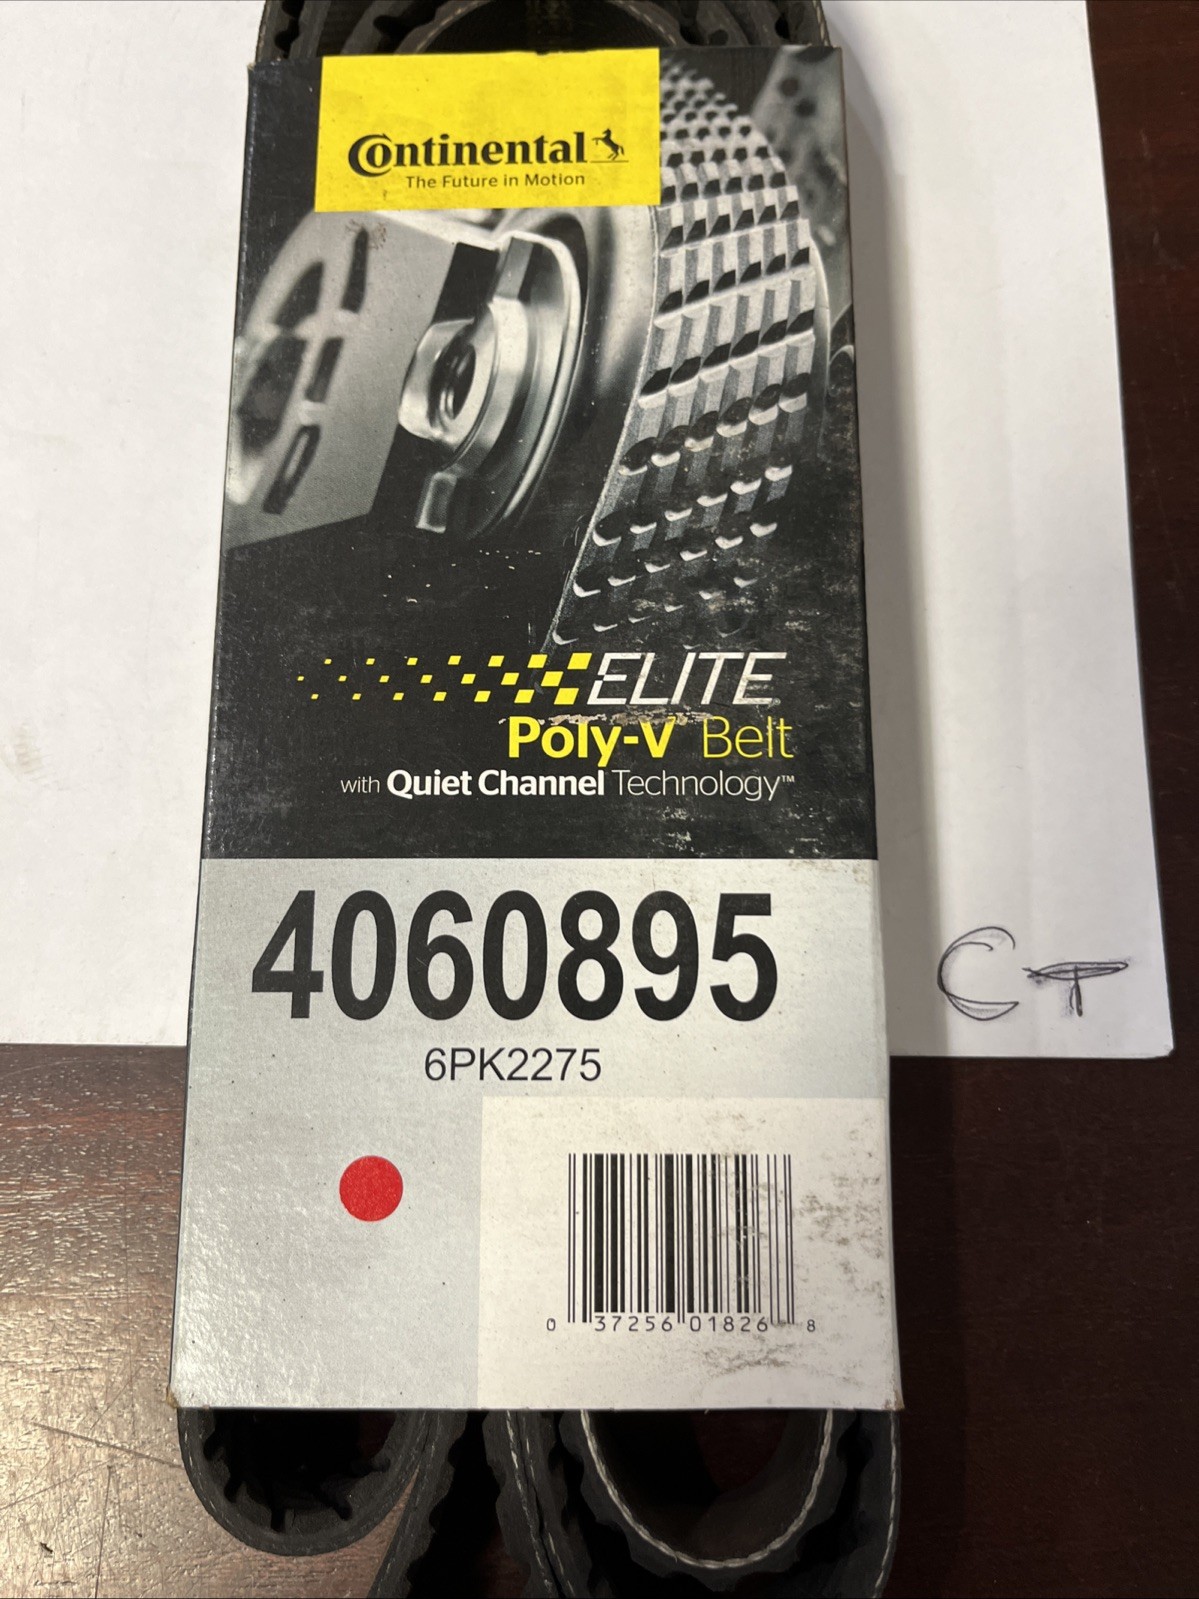 Continental
The Future in Motion
ELITE
Poly-V Belt
with Quiet Channel Technology™
4060895
6PK2275
0 37256 01826 8
CT